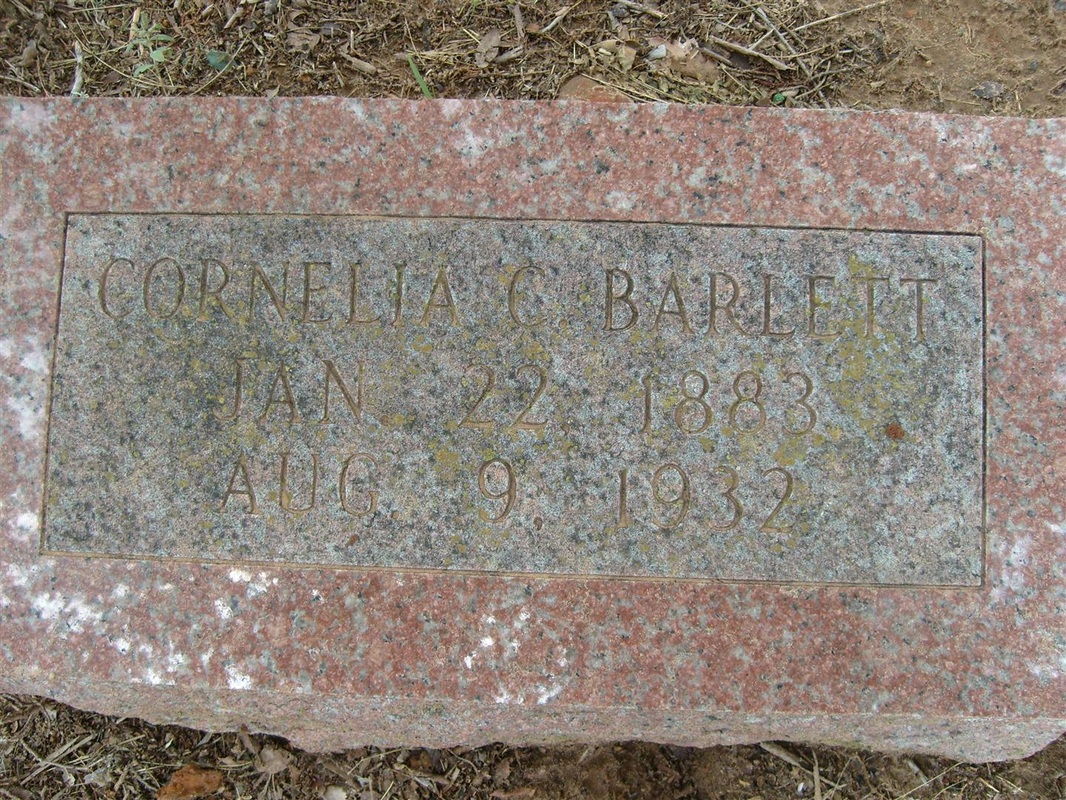 CORNELIA C. BARLETT
JAN. 22, 1883
AUG. 9, 1932